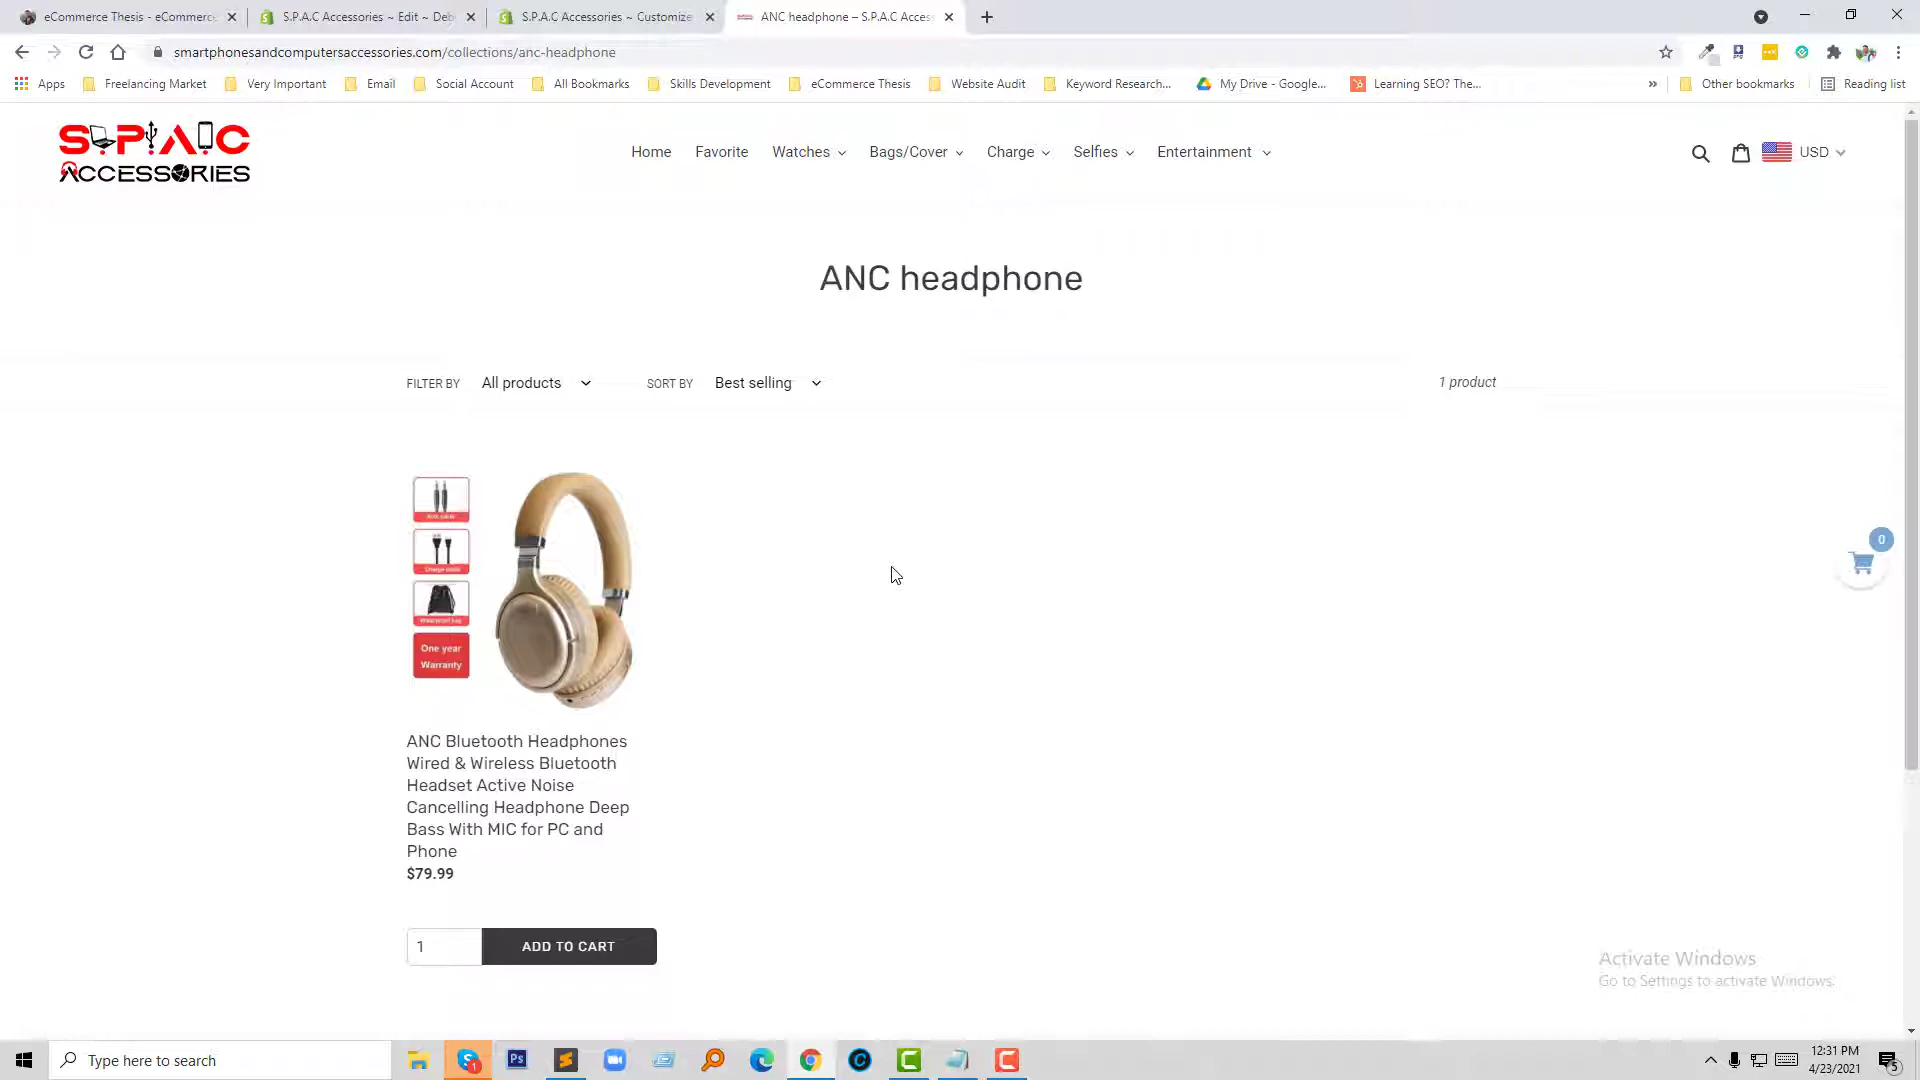 eCommerce Thesis - eCommerc
S.P.A.C Accessories ~ Edit ~ Deb
S.P.A.C Accessories ~ Customize
ANC headphone – S.P.A.C Acces
smartphonesandcomputersaccessories.com/collections/anc-headphone
Apps
Freelancing Market
Very Important
Email
Social Account
All Bookmarks
Skills Development
eCommerce Thesis
Website Audit
Keyword Research...
My Drive - Google...
Learning SEO? The...
»
Other bookmarks
Reading list
S.P.A.C
ACCESSORIES
Home
Favorite
Watches
Bags/Cover
Charge
Selfies
Entertainment
USD
ANC headphone
FILTER BY
All products
SORT BY
Best selling
1 product
One year
Warranty
0
ANC Bluetooth Headphones
Wired & Wireless Bluetooth
Headset Active Noise
Cancelling Headphone Deep
Bass With MIC for PC and
Phone
$79.99
1
ADD TO CART
Activate Windows
Go to Settings to activate Windows.
Type here to search
1
Ps
12:31 PM
4/23/2021
5